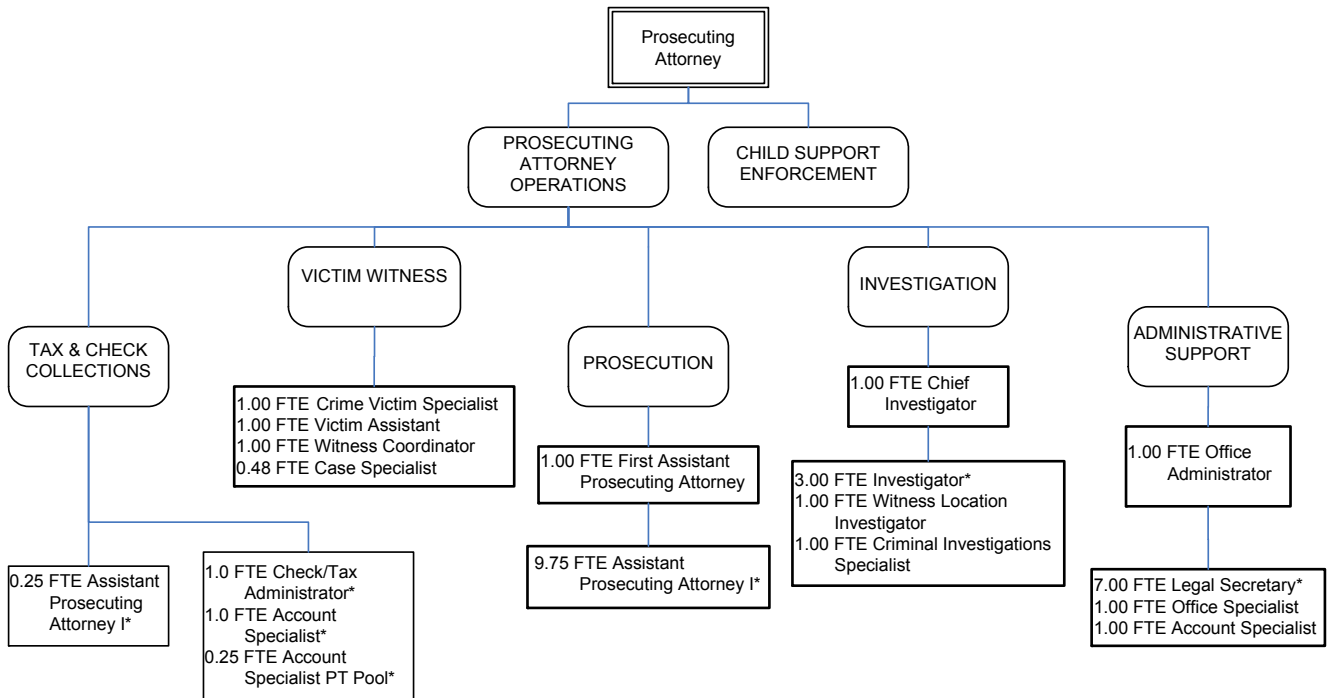 Prosecuting
Attorney
PROSECUTING
ATTORNEY
OPERATIONS
CHILD SUPPORT
ENFORCEMENT
TAX & CHECK
COLLECTIONS
VICTIM WITNESS
PROSECUTION
INVESTIGATION
ADMINISTRATIVE
SUPPORT
0.25 FTE Assistant
Prosecuting
Attorney I*
1.0 FTE Check/Tax
Administrator*
1.0 FTE Account
Specialist*
0.25 FTE Account
Specialist PT Pool*
1.00 FTE Crime Victim Specialist
1.00 FTE Victim Assistant
1.00 FTE Witness Coordinator
0.48 FTE Case Specialist
1.00 FTE First Assistant
Prosecuting Attorney
9.75 FTE Assistant
Prosecuting Attorney I*
1.00 FTE Chief
Investigator
3.00 FTE Investigator*
1.00 FTE Witness Location
Investigator
1.00 FTE Criminal Investigations
Specialist
1.00 FTE Office
Administrator
7.00 FTE Legal Secretary*
1.00 FTE Office Specialist
1.00 FTE Account Specialist